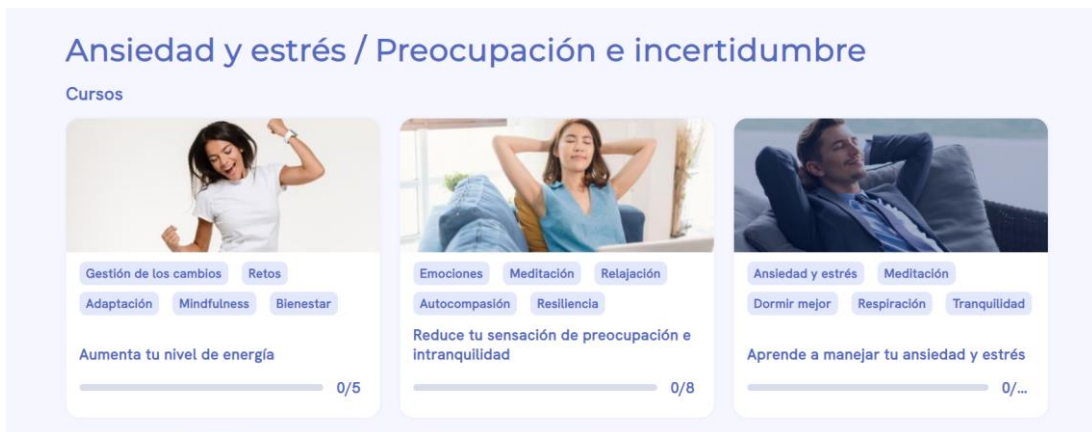 Ansiedad y estrés / Preocupación e incertidumbre
Cursos
Gestión de los cambios Retos
Adaptación Mindfulness Bienestar
Aumenta tu nivel de energía
0/5
Emociones Meditación Relajación
Autocompasión Resiliencia
Reduce tu sensación de preocupación e
intranquilidad
0/8
Ansiedad y estrés Meditación
Dormir mejor Respiración Tranquilidad
Aprende a manejar tu ansiedad y estrés
0/...